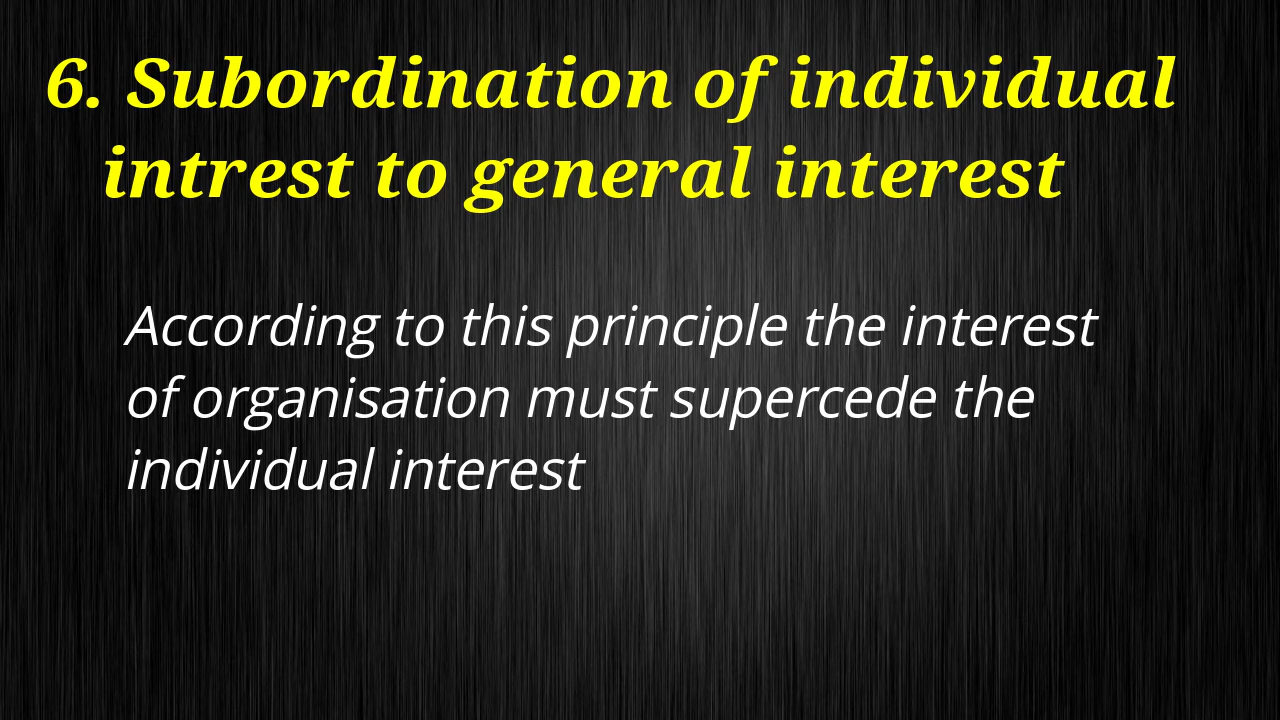 6. Subordination of individual
intrest to general interest
According to this principle the interest
of organisation must supercede the
individual interest